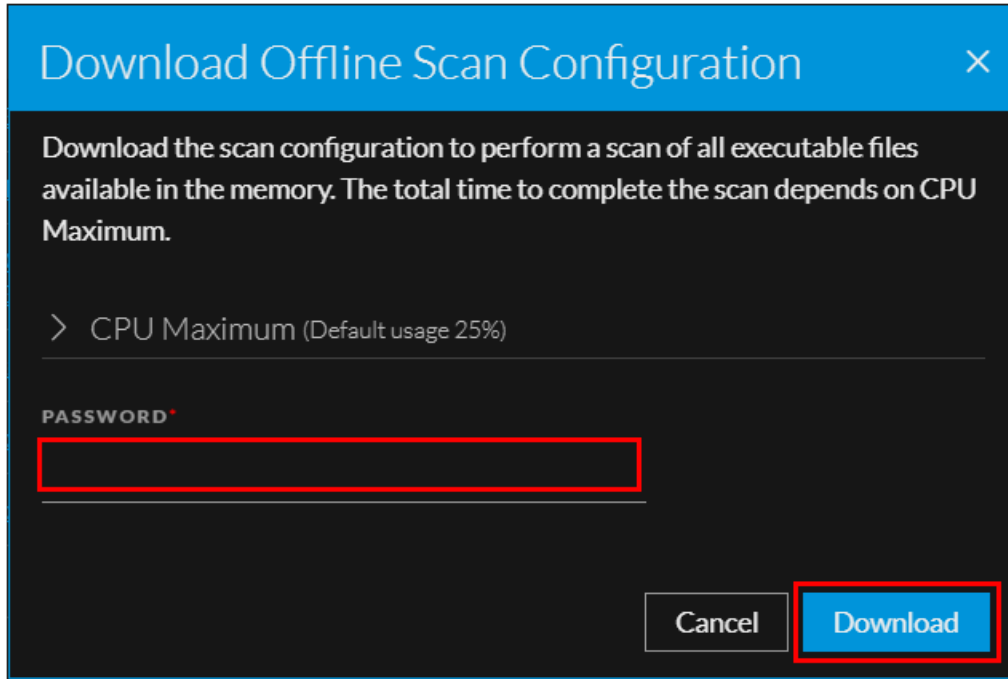 Download Offline Scan Configuration
Download the scan configuration to perform a scan of all executable files
available in the memory. The total time to complete the scan depends on CPU
Maximum.
CPU Maximum (Default usage 25%)
PASSWORD*
Cancel
Download